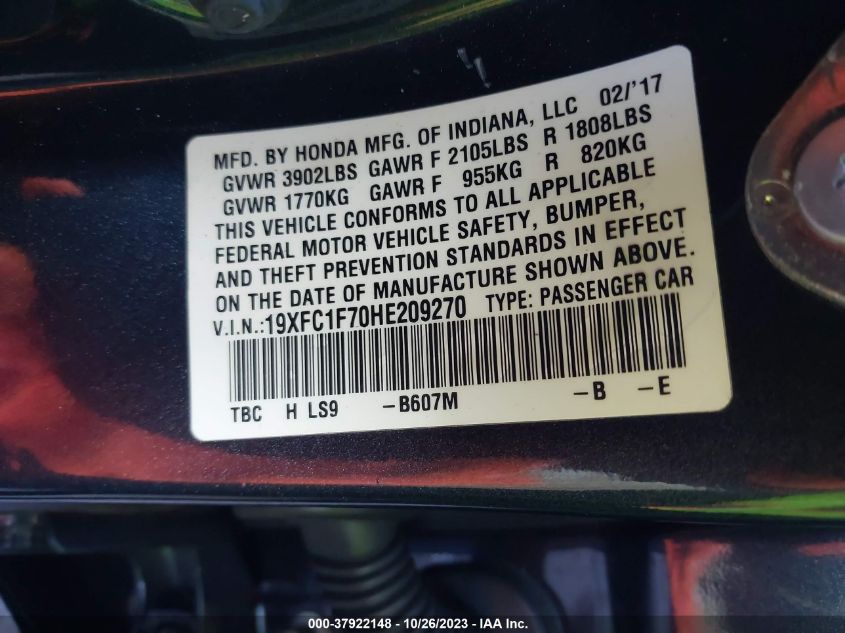 MFD. BY HONDA MFG. OF INDIANA, LLC 02/'17
GVWR 3902LBS GAWR F 2105LBS R 1808LBS
GVWR 1770KG GAWR F 955KG R 820KG
THIS VEHICLE CONFORMS TO ALL APPLICABLE
FEDERAL MOTOR VEHICLE SAFETY, BUMPER,
AND THEFT PREVENTION STANDARDS IN EFFECT
ON THE DATE OF MANUFACTURE SHOWN ABOVE.
V.I.N.:19XFC1F70HE209270 TYPE: PASSENGER CAR
TBC H LS9 -B607M -B -E
000-37922148 - 10/26/2023 - IAA Inc.